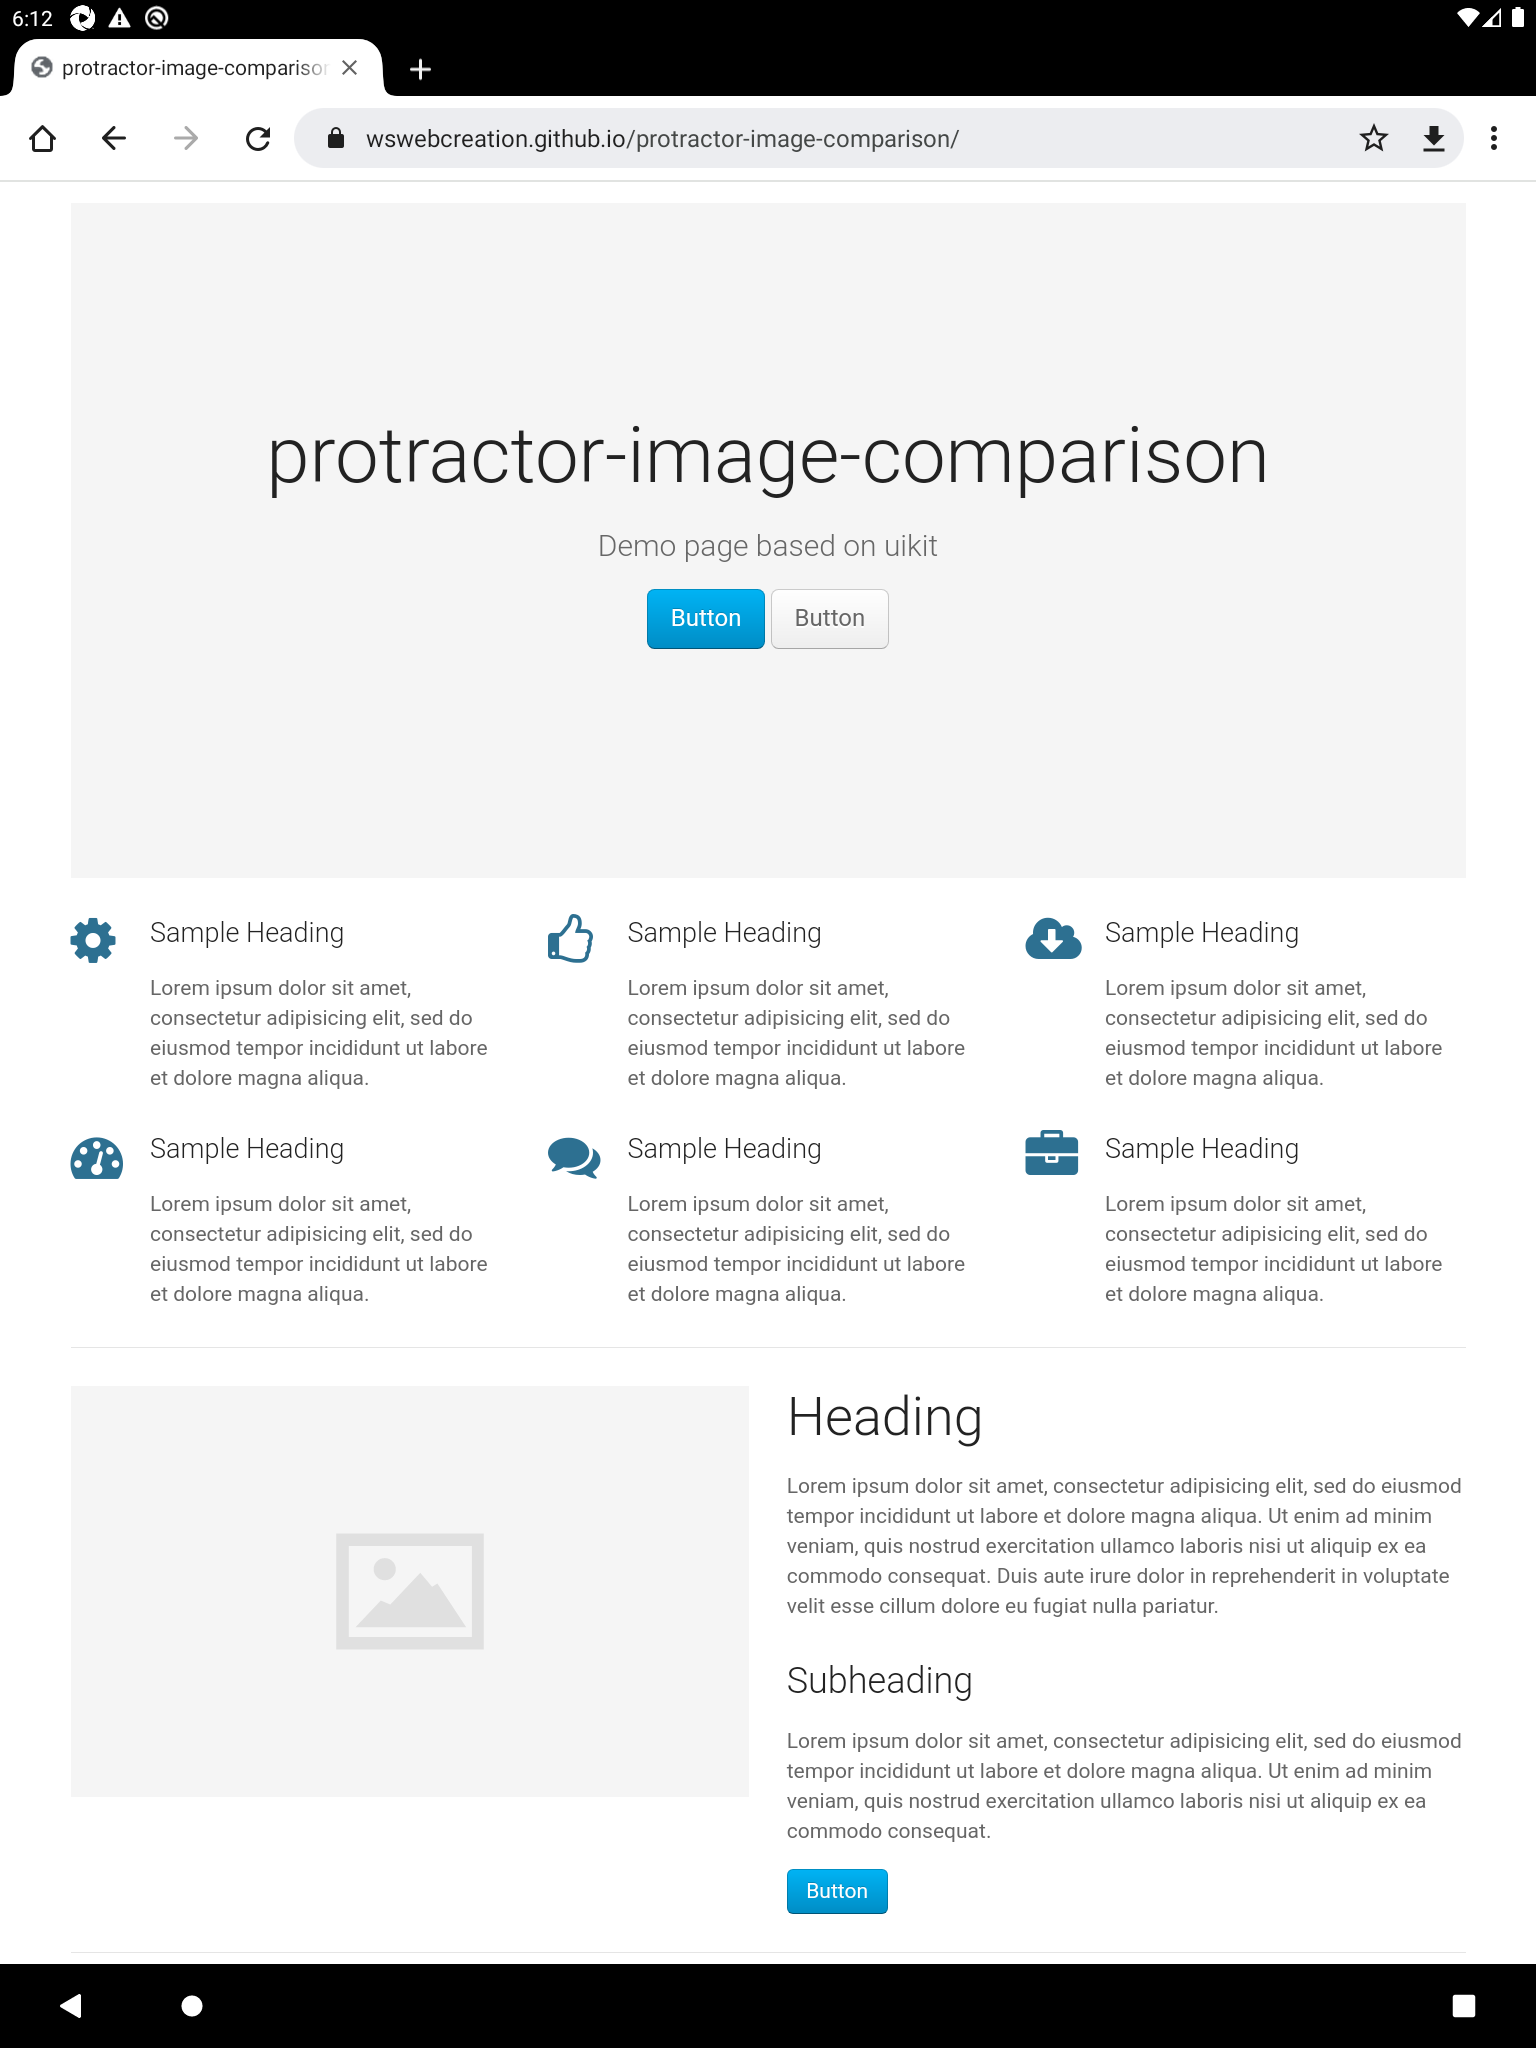 6:12
protractor-image-comparison
wswebcreation.github.io/protractor-image-comparison/
protractor-image-comparison
Demo page based on uikit
Button Button
Sample Heading
Lorem ipsum dolor sit amet,
consectetur adipisicing elit, sed do
eiusmod tempor incididunt ut labore
et dolore magna aliqua.
Sample Heading
Lorem ipsum dolor sit amet,
consectetur adipisicing elit, sed do
eiusmod tempor incididunt ut labore
et dolore magna aliqua.
Sample Heading
Lorem ipsum dolor sit amet,
consectetur adipisicing elit, sed do
eiusmod tempor incididunt ut labore
et dolore magna aliqua.
Sample Heading
Lorem ipsum dolor sit amet,
consectetur adipisicing elit, sed do
eiusmod tempor incididunt ut labore
et dolore magna aliqua.
Sample Heading
Lorem ipsum dolor sit amet,
consectetur adipisicing elit, sed do
eiusmod tempor incididunt ut labore
et dolore magna aliqua.
Sample Heading
Lorem ipsum dolor sit amet,
consectetur adipisicing elit, sed do
eiusmod tempor incididunt ut labore
et dolore magna aliqua.
Heading
Lorem ipsum dolor sit amet, consectetur adipisicing elit, sed do eiusmod
tempor incididunt ut labore et dolore magna aliqua. Ut enim ad minim
veniam, quis nostrud exercitation ullamco laboris nisi ut aliquip ex ea
commodo consequat. Duis aute irure dolor in reprehenderit in voluptate
velit esse cillum dolore eu fugiat nulla pariatur.
Subheading
Lorem ipsum dolor sit amet, consectetur adipisicing elit, sed do eiusmod
tempor incididunt ut labore et dolore magna aliqua. Ut enim ad minim
veniam, quis nostrud exercitation ullamco laboris nisi ut aliquip ex ea
commodo consequat.
Button